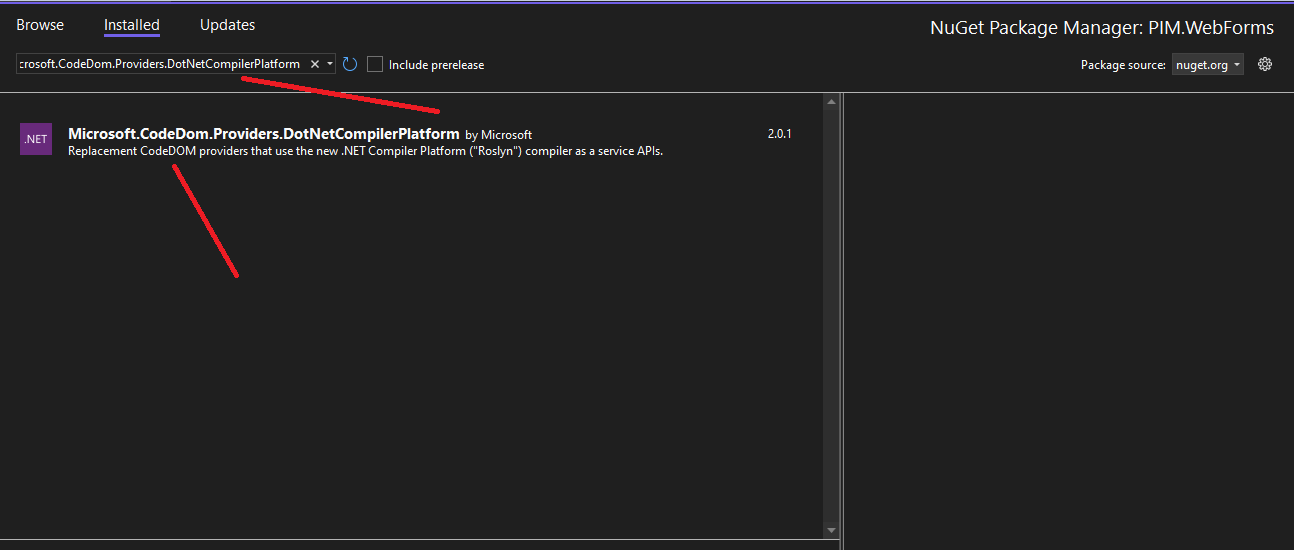 Browse Installed Updates NuGet Package Manager: PIM.WebForms
crosoft.CodeDom.Providers.DotNetCompilerPlatform Include prerelease Package source: nuget.org
.NET Microsoft.CodeDom.Providers.DotNetCompilerPlatform by Microsoft 2.0.1
Replacement CodeDOM providers that use the new .NET Compiler Platform ("Roslyn") compiler as a service APIs.